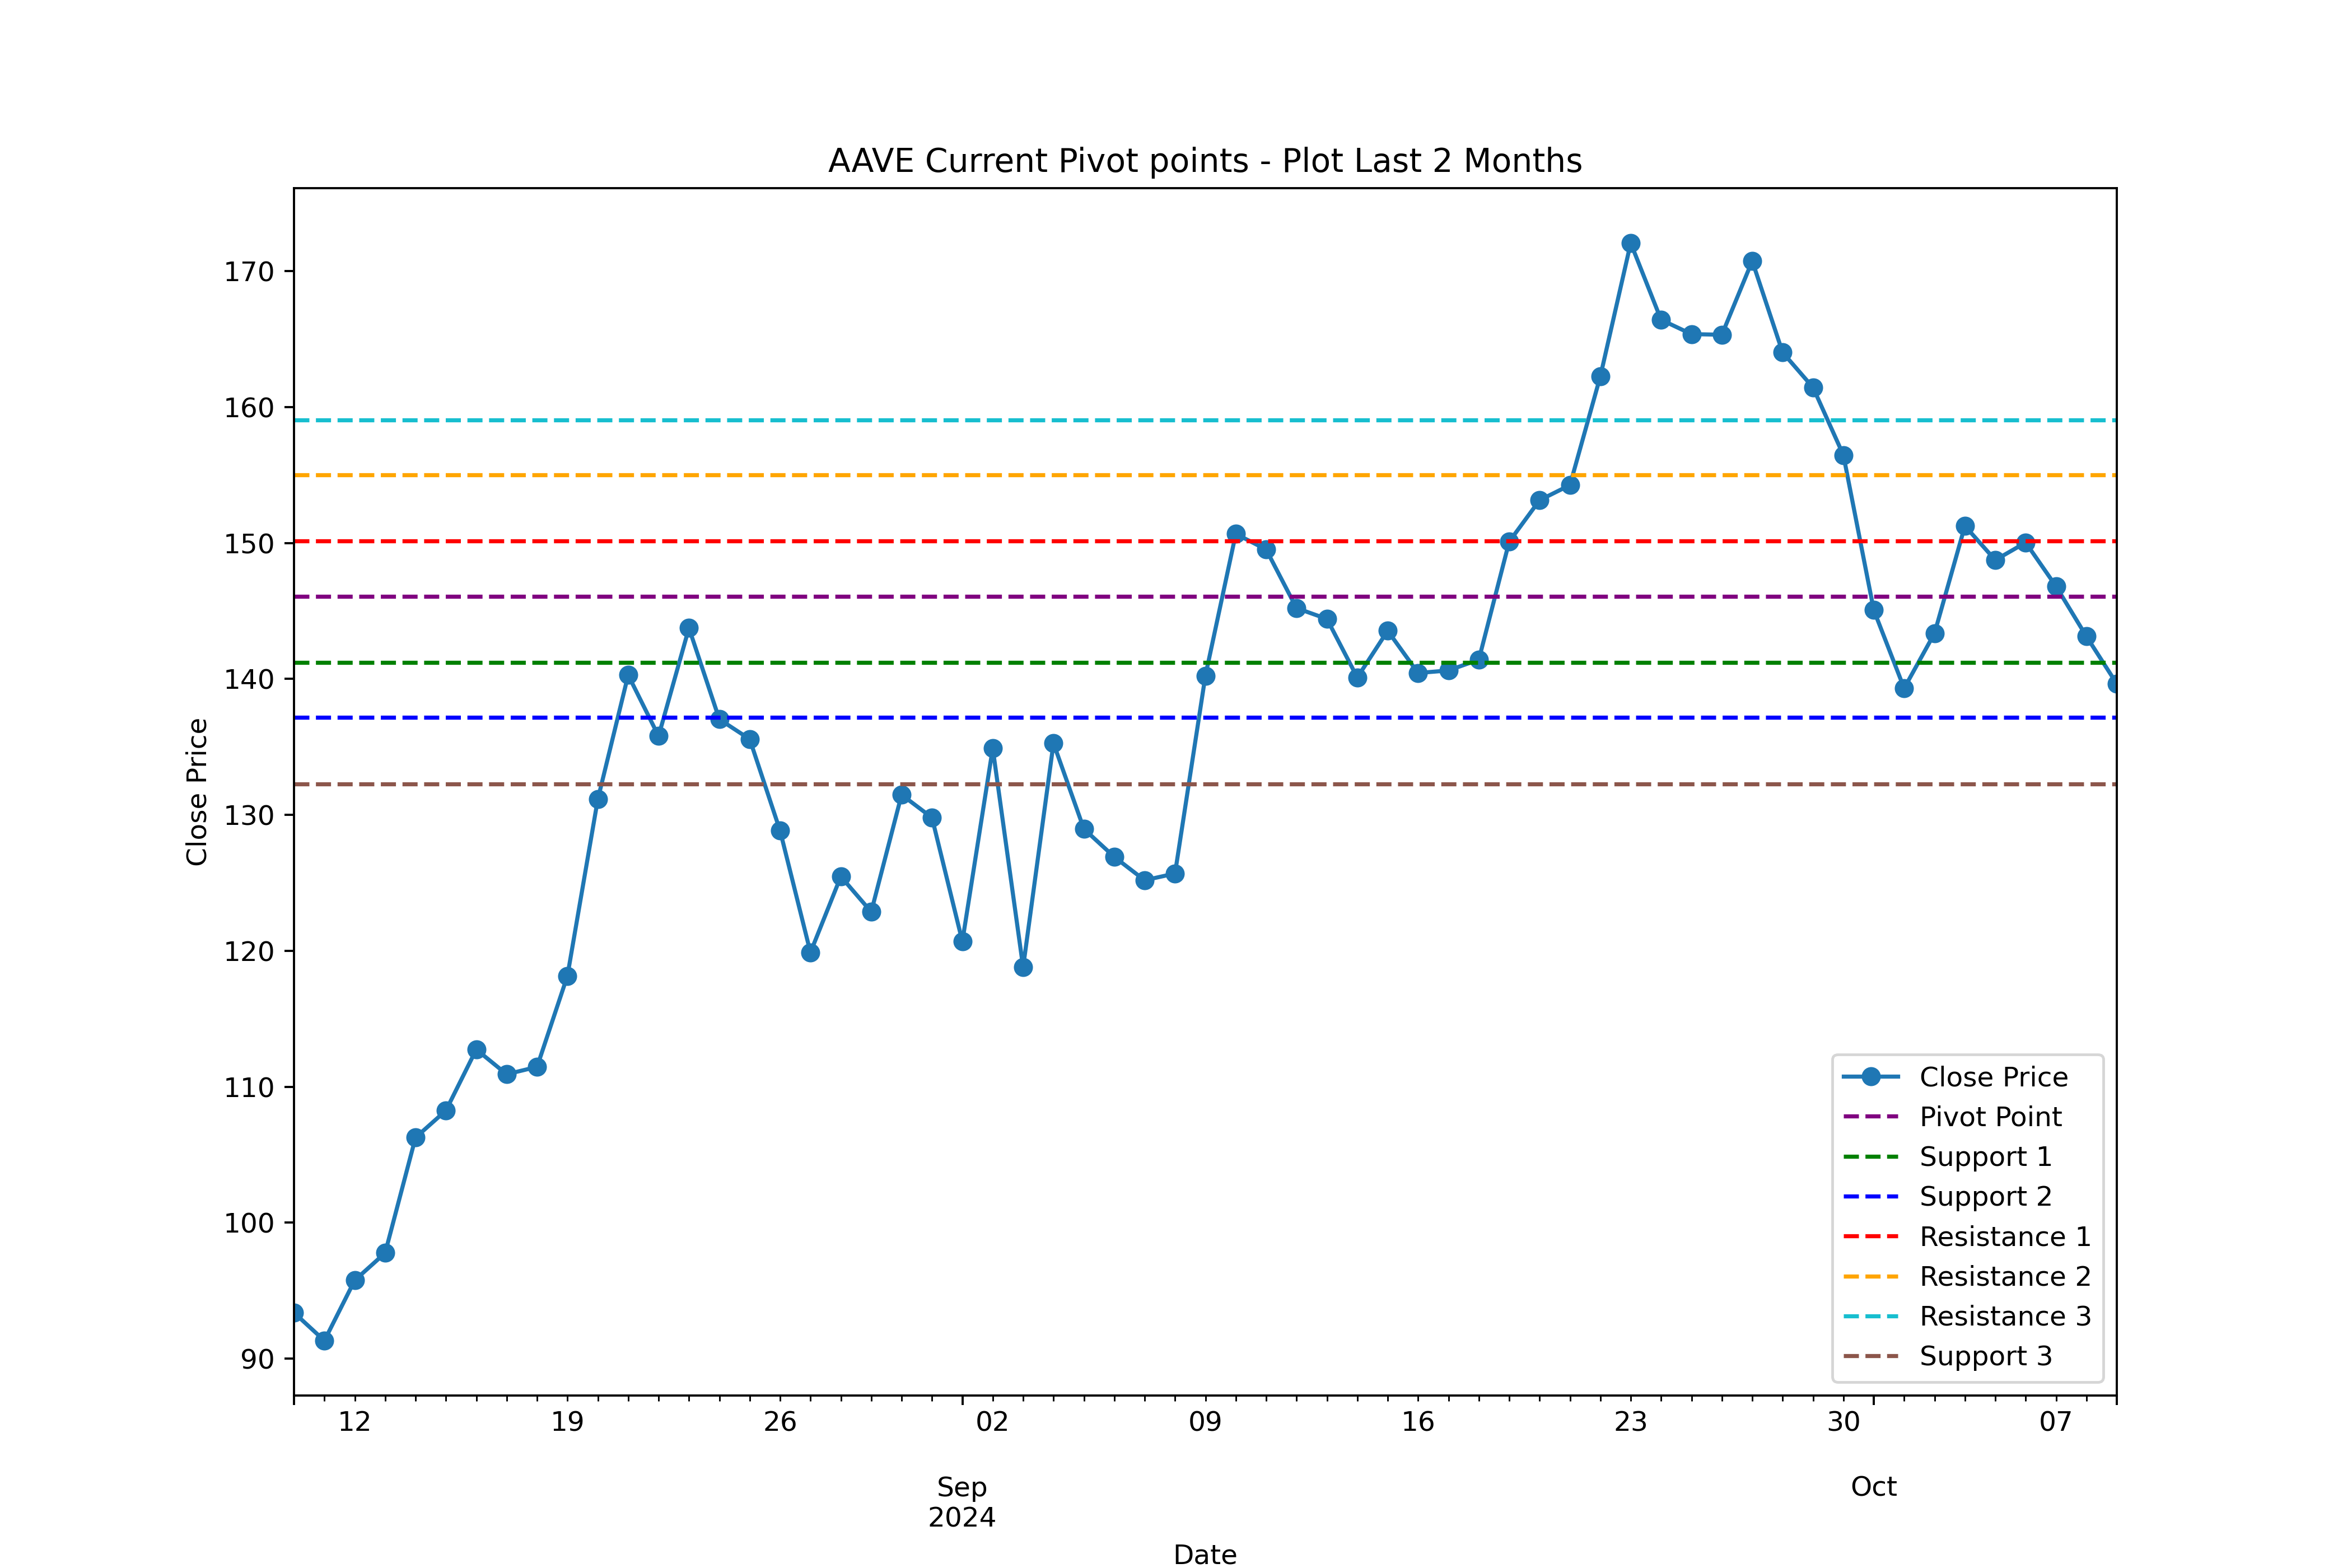 AAVE Current Pivot points - Plot Last 2 Months
170
160
150
140
130
120
110
100
90
Close Price
Close Price
Pivot Point
Support 1
Support 2
Resistance 1
Resistance 2
Resistance 3
Support 3
12 19 26 02 09 16 23 30 07
Sep Oct
2024
Date